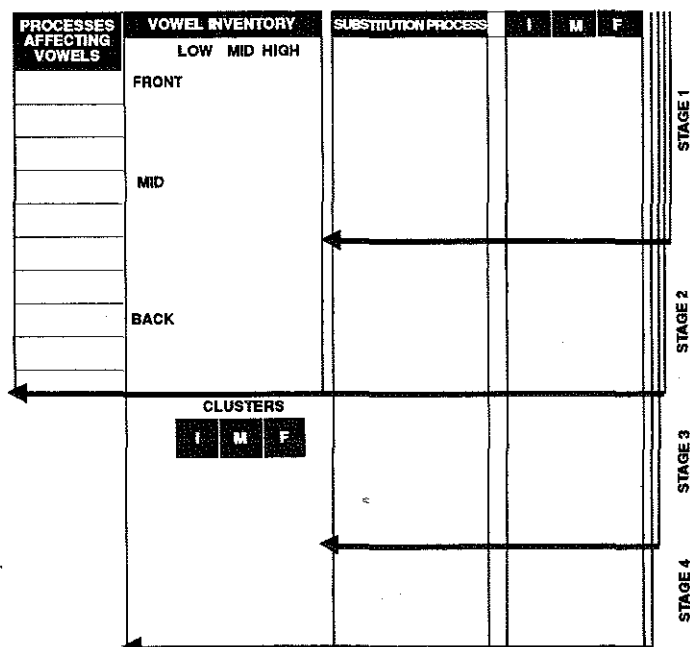 PROCESSES
AFFECTING
VOWELS
VOWEL INVENTORY
LOW MID HIGH
SUBSTITUTION PROCESS
I M F
FRONT
MID
BACK
CLUSTERS
I M F
STAGE 1
STAGE 2
STAGE 3
STAGE 4